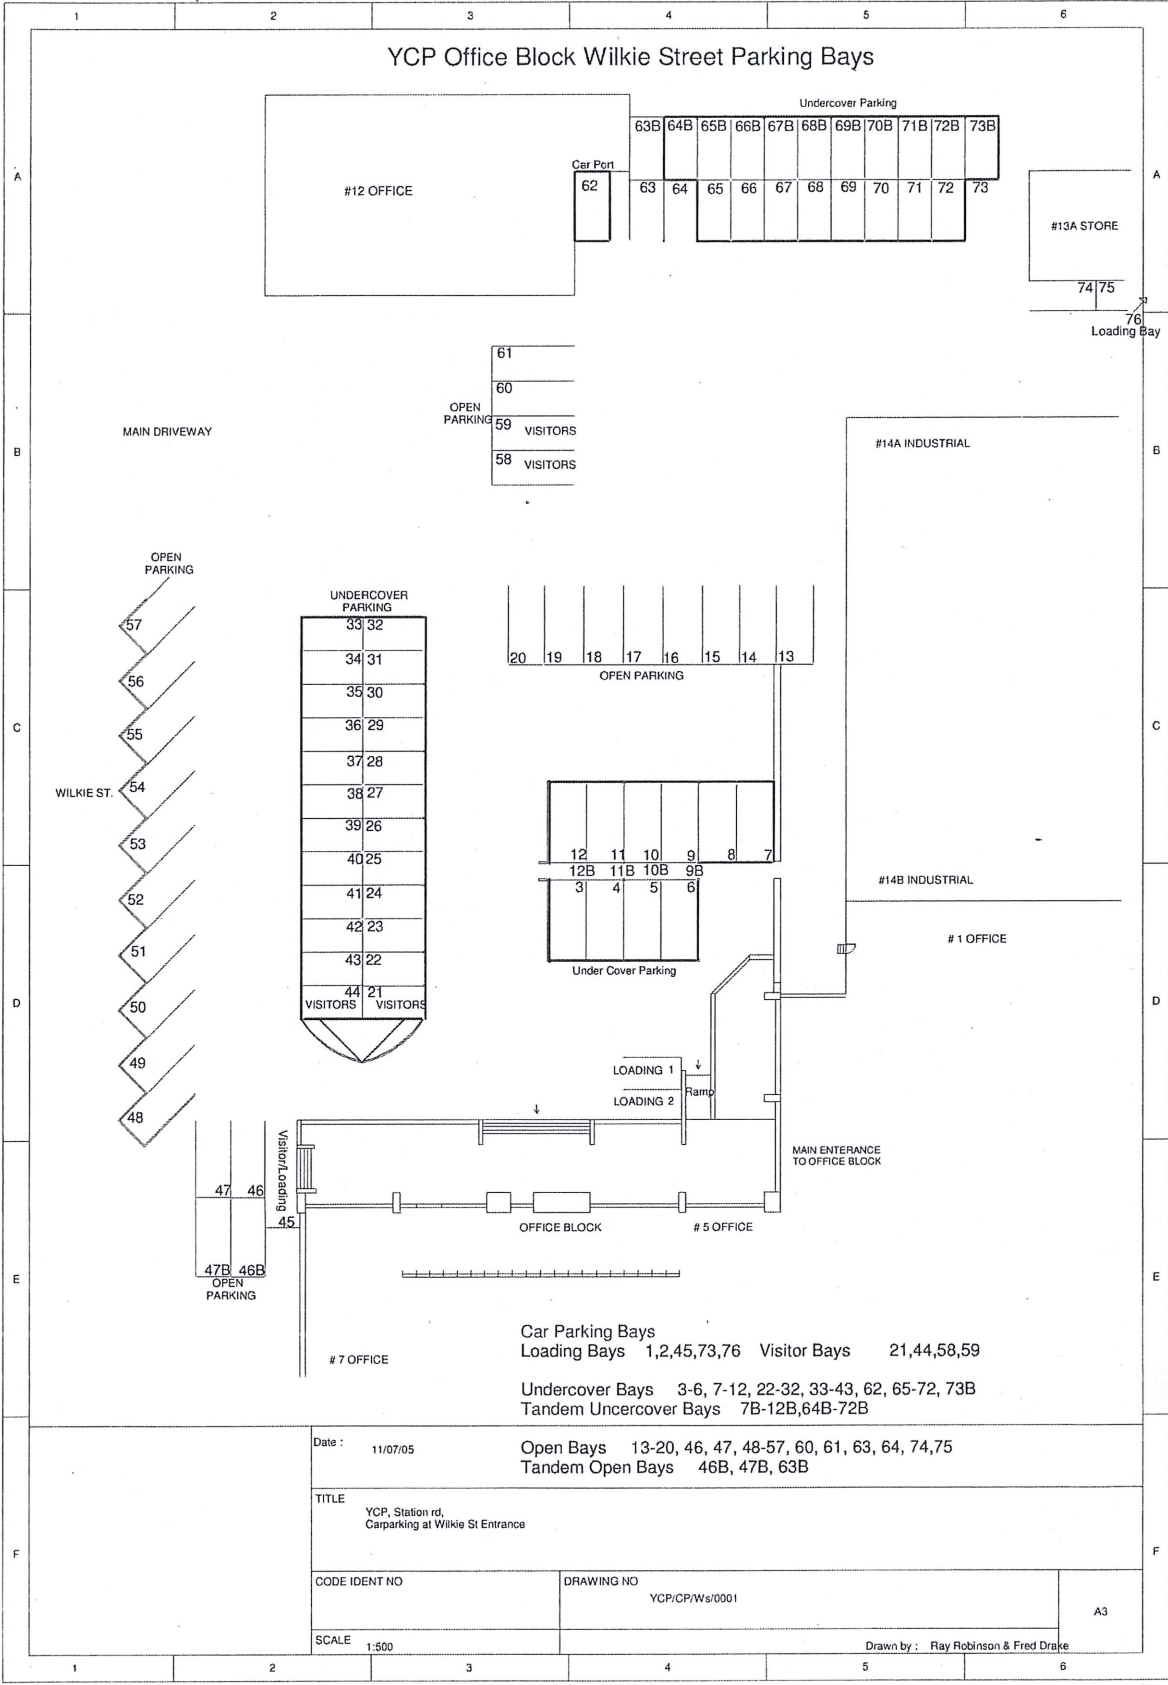 1 2 3 4 5 6
YCP Office Block Wilkie Street Parking Bays
Undercover Parking
63B 64B 65B 66B 67B 68B 69B 70B 71B 72B 73B
Car Port
A
#12 OFFICE
62
63 64 65 66 67 68 69 70 71 72 73
A
#13A STORE
74 75
76
Loading Bay
61
60
OPEN
PARKING
59 VISITORS
58 VISITORS
MAIN DRIVEWAY
#14A INDUSTRIAL
B
B
OPEN
PARKING
57
56
55
54
53
52
51
50
49
48
WILKIE ST.
UNDERCOVER
PARKING
33 32
34 31
35 30
36 29
37 28
38 27
39 26
40 25
41 24
42 23
43 22
44 21
VISITORS VISITORS
20 19 18 17 16 15 14 13
OPEN PARKING
C
C
12 11 10 9 8 7
12B 11B 10B 9B
3 4 5 6
Under Cover Parking
#14B INDUSTRIAL
# 1 OFFICE
D
D
LOADING 1
LOADING 2
Ramp
MAIN ENTERANCE
TO OFFICE BLOCK
Visitor/Loading
47 46
45
47B 46B
OPEN
PARKING
OFFICE BLOCK
# 5 OFFICE
E
E
# 7 OFFICE
Car Parking Bays
Loading Bays 1,2,45,73,76 Visitor Bays 21,44,58,59
Undercover Bays 3-6, 7-12, 22-32, 33-43, 62, 65-72, 73B
Tandem Uncercover Bays 7B-12B,64B-72B
Date : 11/07/05
Open Bays 13-20, 46, 47, 48-57, 60, 61, 63, 64, 74,75
Tandem Open Bays 46B, 47B, 63B
TITLE
YCP, Station rd,
Carparking at Wilkie St Entrance
F
F
CODE IDENT NO
DRAWING NO
YCP/CP/Ws/0001
A3
SCALE 1:500
Drawn by : Ray Robinson & Fred Drake
1 2 3 4 5 6